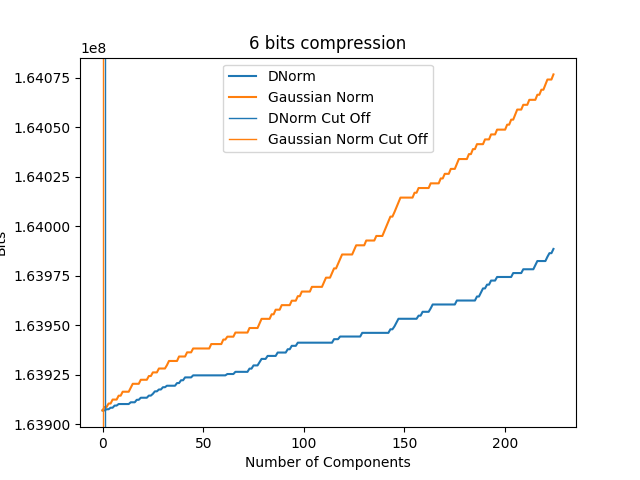 6 bits compression
1e8
DNorm
Gaussian Norm
DNorm Cut Off
Gaussian Norm Cut Off
1.64075
1.64050
1.64025
1.64000
1.63975
1.63950
1.63925
1.63900
Bits
0 50 100 150 200
Number of Components